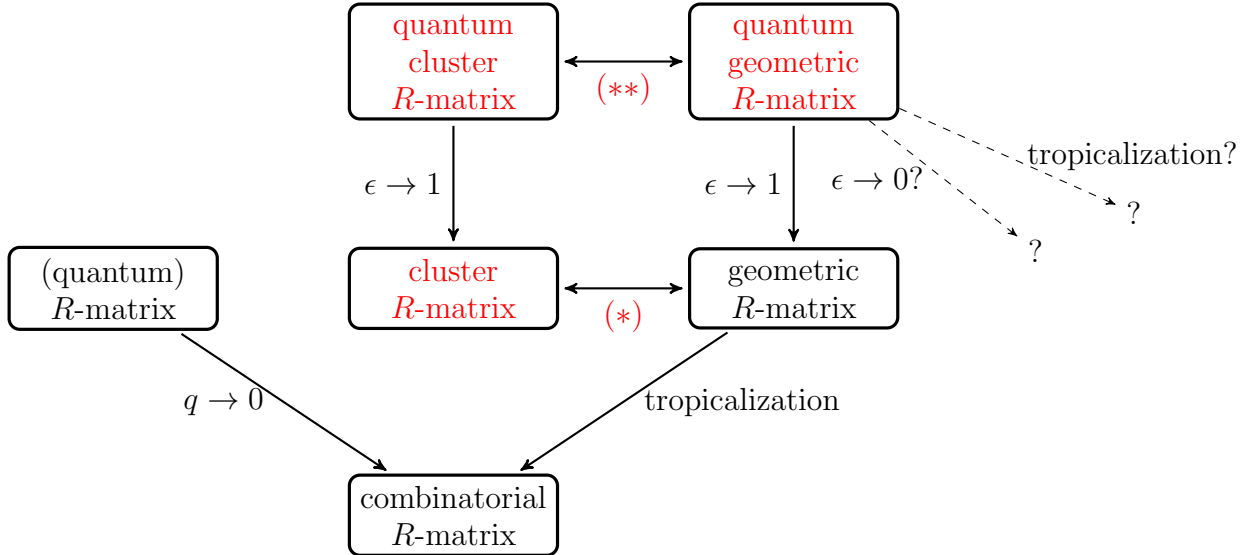 quantum
cluster
R-matrix
quantum
geometric
R-matrix
(**)
tropicalization?
?
ϵ → 1
ϵ → 1
ϵ → 0?
?
(quantum)
R-matrix
cluster
R-matrix
(*)
geometric
R-matrix
q → 0
tropicalization
combinatorial
R-matrix